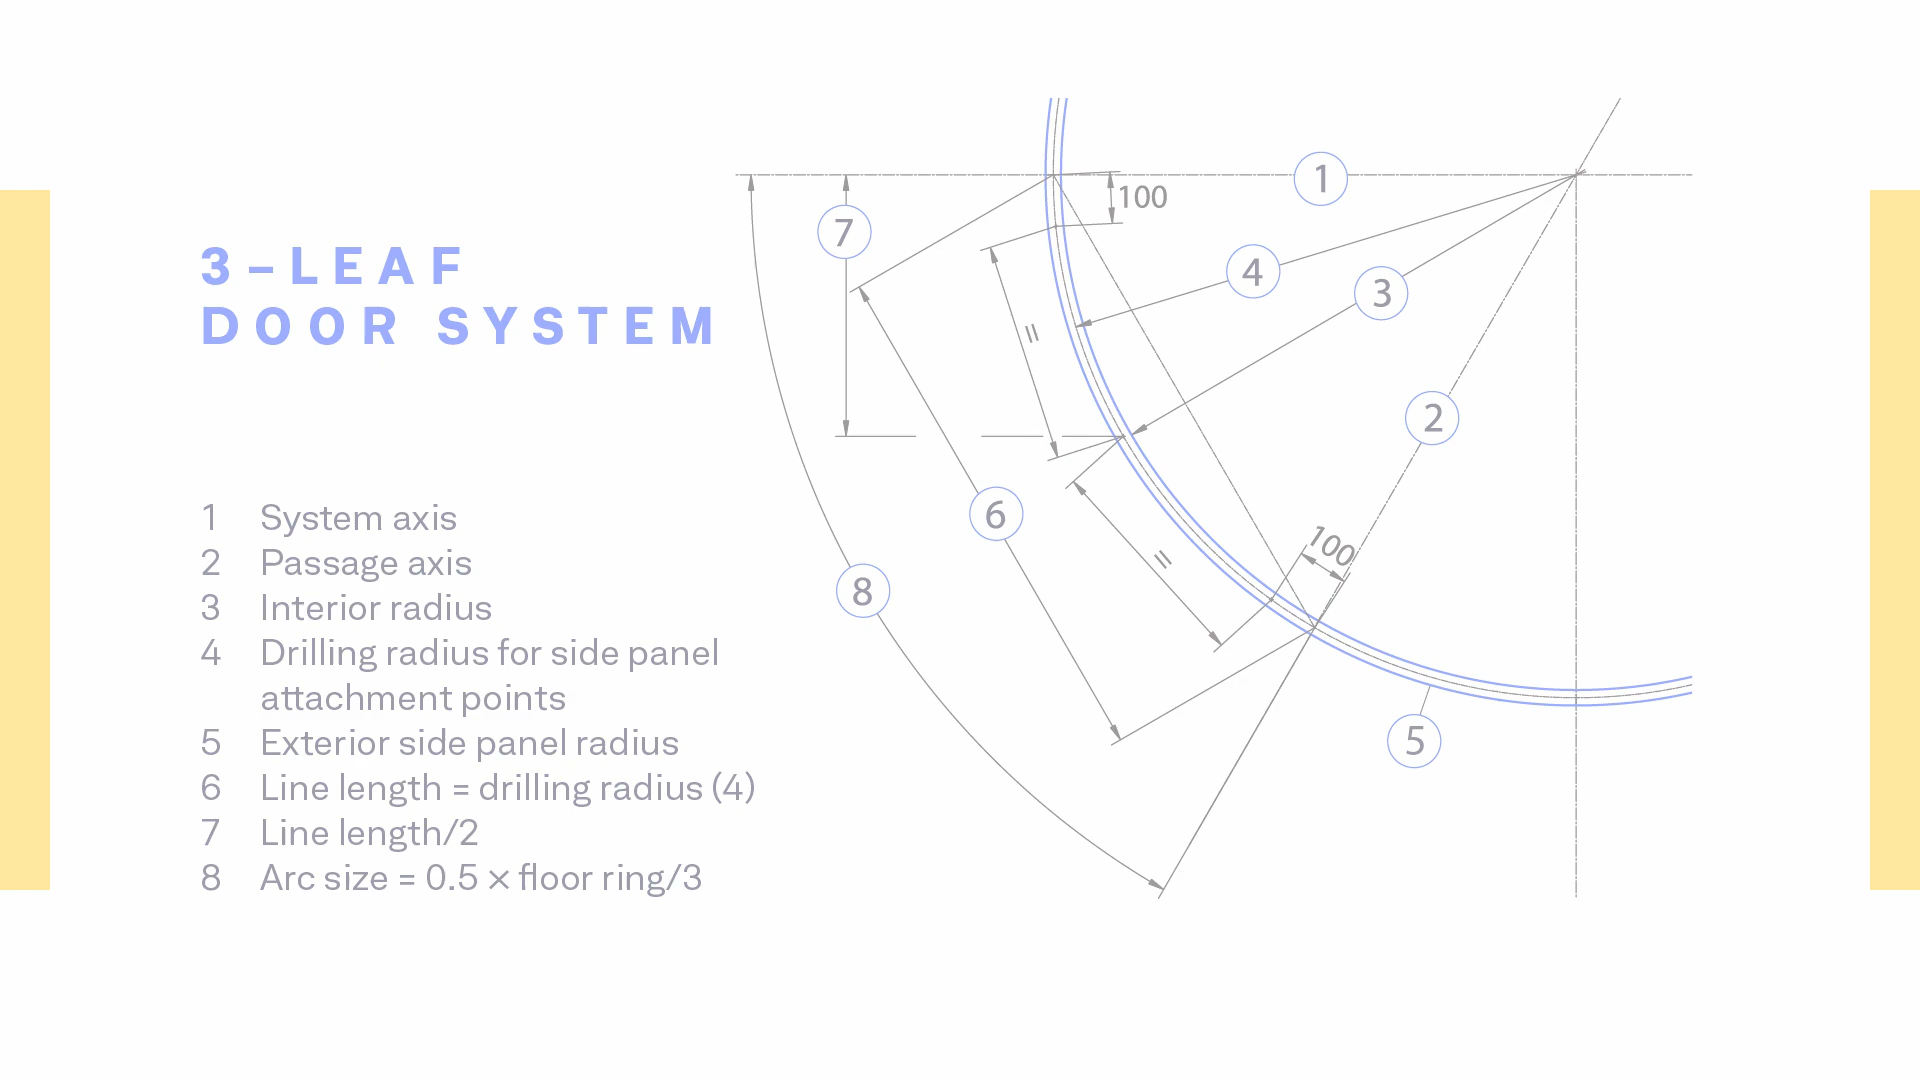 3–LEAF
DOOR SYSTEM
1 System axis
2 Passage axis
3 Interior radius
4 Drilling radius for side panel
attachment points
5 Exterior side panel radius
6 Line length = drilling radius (4)
7 Line length/2
8 Arc size = 0.5 × floor ring/3
1
100
7
4
3
=
2
6
100
=
8
5